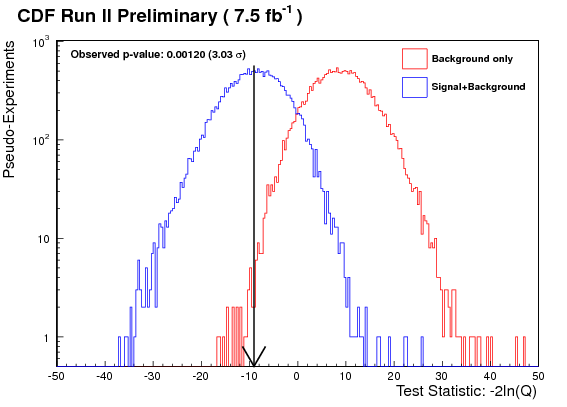 CDF Run II Preliminary ( 7.5 fb⁻¹ )
Observed p-value: 0.00120 (3.03 σ)
Background only
Signal+Background
Pseudo-Experiments
10³
10²
10
1
-50 -40 -30 -20 -10 0 10 20 30 40 50
Test Statistic: -2ln(Q)